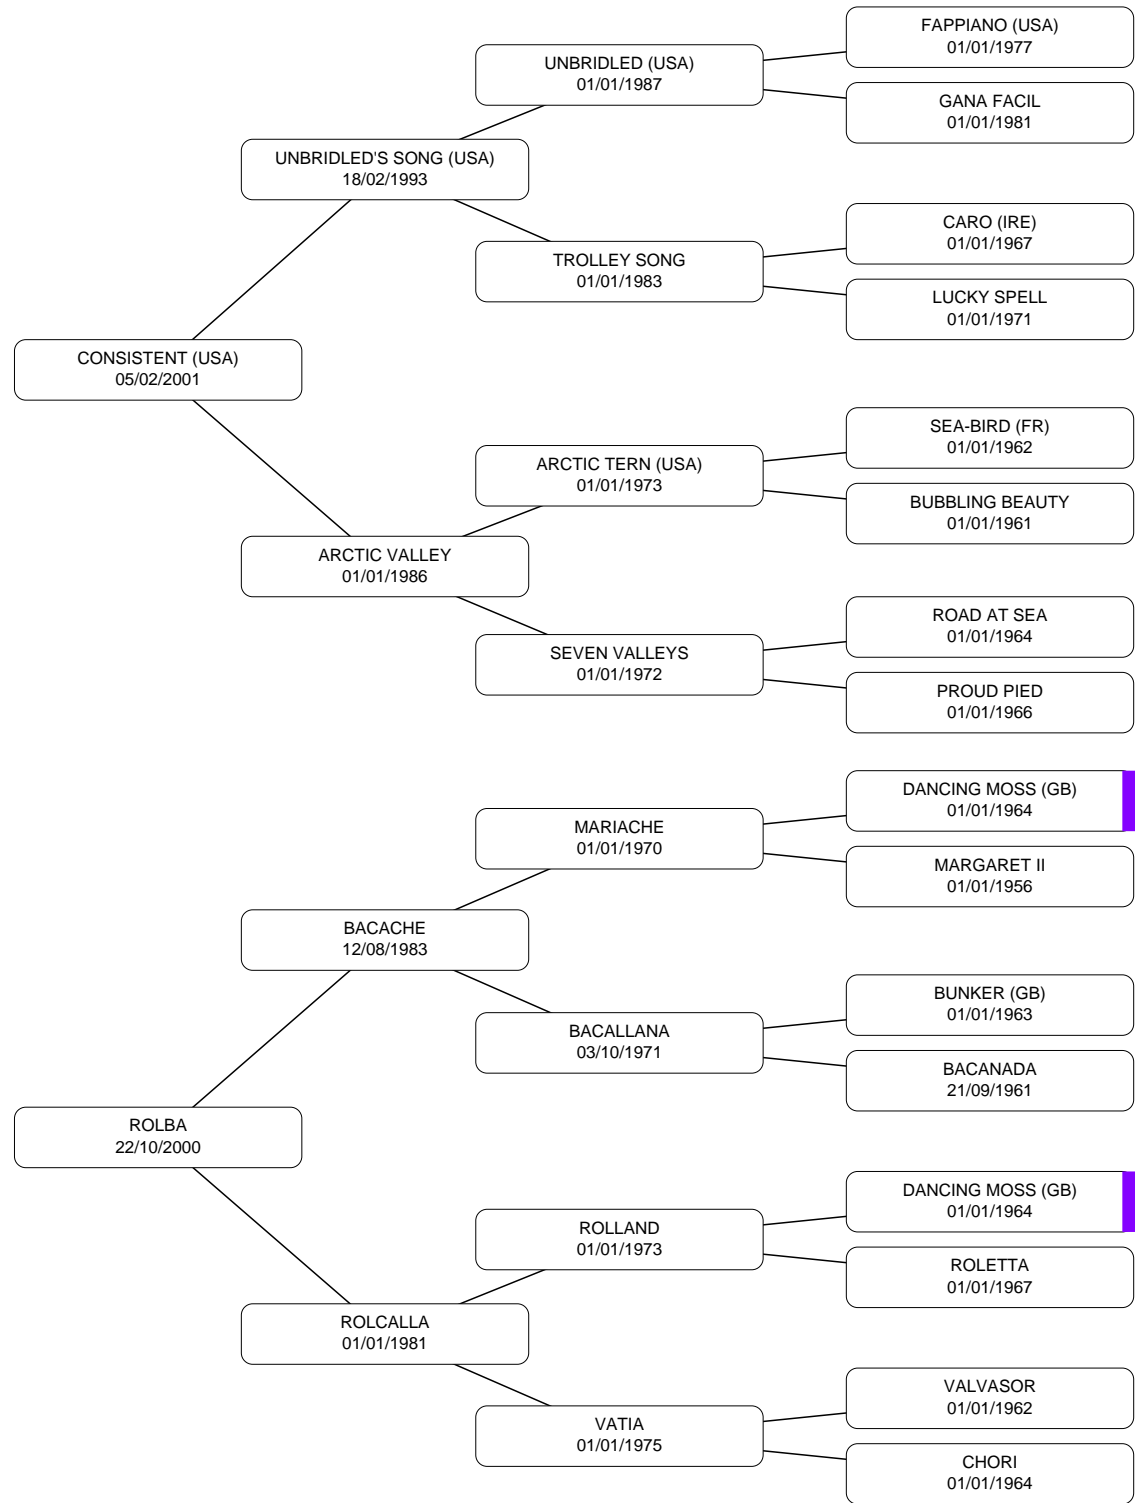 FAPPIANO (USA)
01/01/1977
UNBRIDLED (USA)
01/01/1987
GANA FACIL
01/01/1981
UNBRIDLED'S SONG (USA)
18/02/1993
CARO (IRE)
01/01/1967
TROLLEY SONG
01/01/1983
LUCKY SPELL
01/01/1971
CONSISTENT (USA)
05/02/2001
SEA-BIRD (FR)
01/01/1962
ARCTIC TERN (USA)
01/01/1973
BUBBLING BEAUTY
01/01/1961
ARCTIC VALLEY
01/01/1986
ROAD AT SEA
01/01/1964
SEVEN VALLEYS
01/01/1972
PROUD PIED
01/01/1966
DANCING MOSS (GB)
01/01/1964
MARIACHE
01/01/1970
MARGARET II
01/01/1956
BACACHE
12/08/1983
BUNKER (GB)
01/01/1963
BACALLANA
03/10/1971
BACANADA
21/09/1961
ROLBA
22/10/2000
DANCING MOSS (GB)
01/01/1964
ROLLAND
01/01/1973
ROLETTA
01/01/1967
ROLCALLA
01/01/1981
VALVASOR
01/01/1962
VATIA
01/01/1975
CHORI
01/01/1964